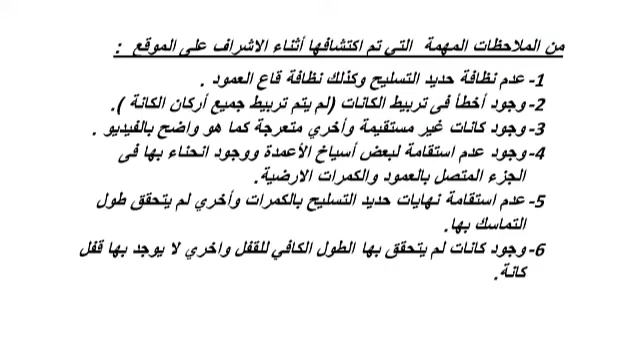 من الملاحظات المهمة التي تم اكتشافها أثناء الاشراف على الموقع :
1- عدم نظافة حديد التسليح وكذلك نظافة قاع العمود .
2- وجود أخطأ فى تربيط الكانات (لم يتم تربيط جميع أركان الكانة ).
3- وجود كانات غير مستقيمة وأخري متعرجة كما هو واضح بالفيديو .
4- وجود عدم استقامة لبعض أسياخ الأعمدة ووجود انحناء بها فى
الجزء المتصل بالعمود والكمرات الارضية.
5- عدم استقامة نهايات حديد التسليح بالكمرات وأخري لم يتحقق طول
التماسك بها.
6- وجود كانات لم يتحقق بها الطول الكافي للقفل واخري لا يوجد بها قفل
كانة.